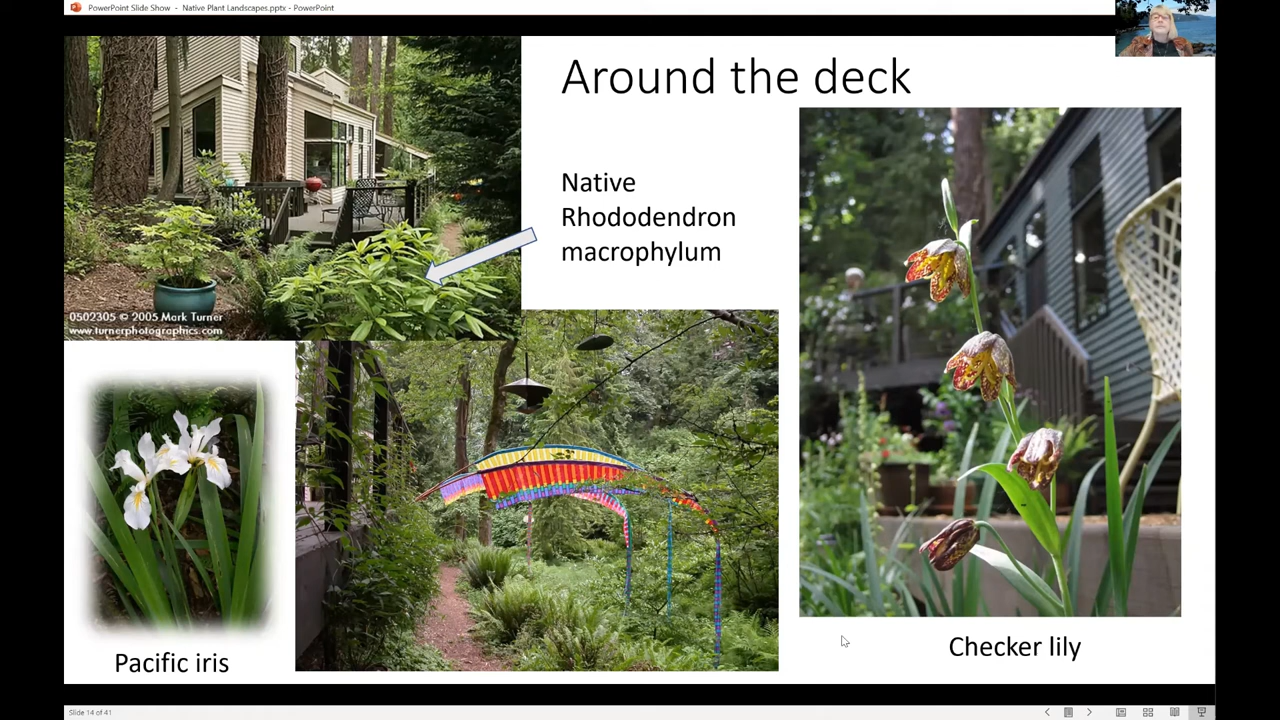 PowerPoint Slide Show - Native Plant Landscapes.pptx - PowerPoint
Around the deck
Native
Rhododendron
macrophylum
0502305 © 2005 Mark Turner
www.turnerphotographics.com
Pacific iris
Checker lily
Slide 14 of 41